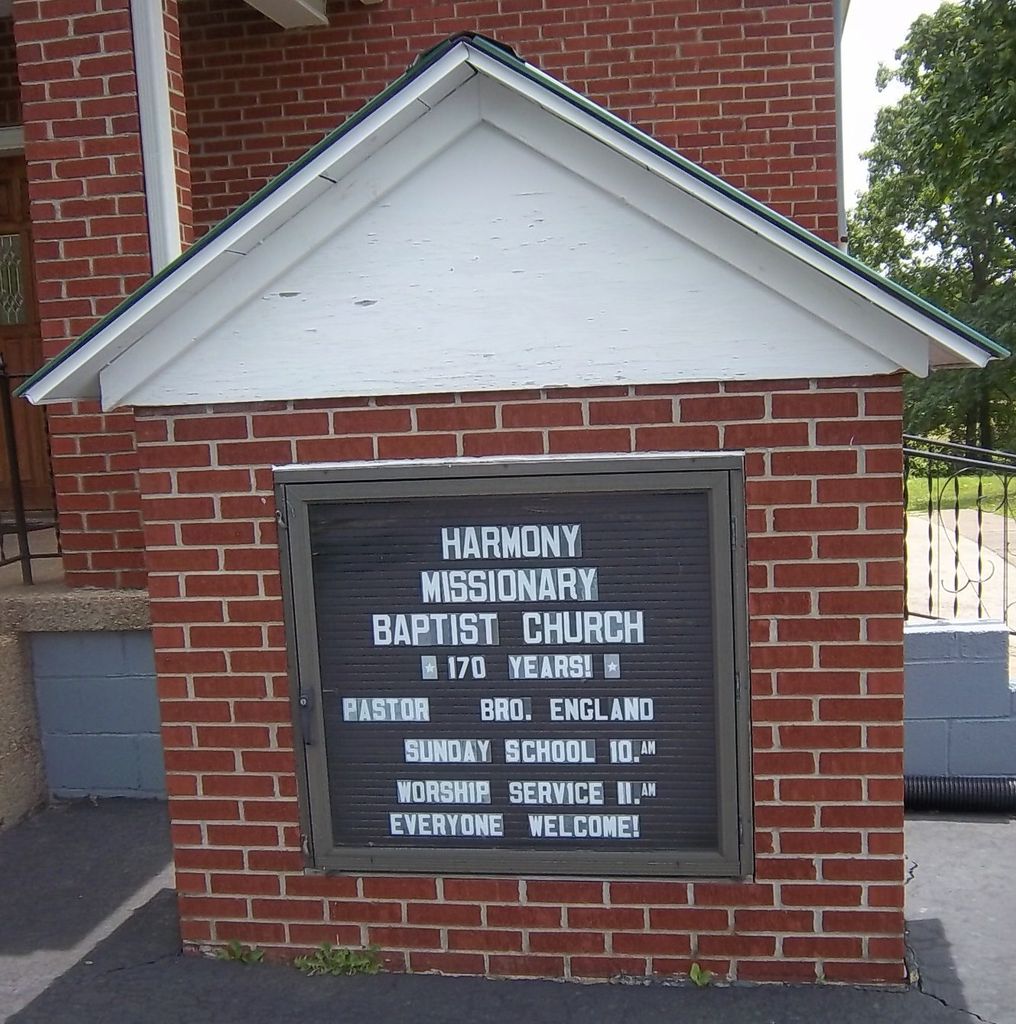 HARMONY
MISSIONARY
BAPTIST CHURCH
170 YEARS!
PASTOR BRO. ENGLAND
SUNDAY SCHOOL 10.AM
WORSHIP SERVICE 11.AM
EVERYONE WELCOME!